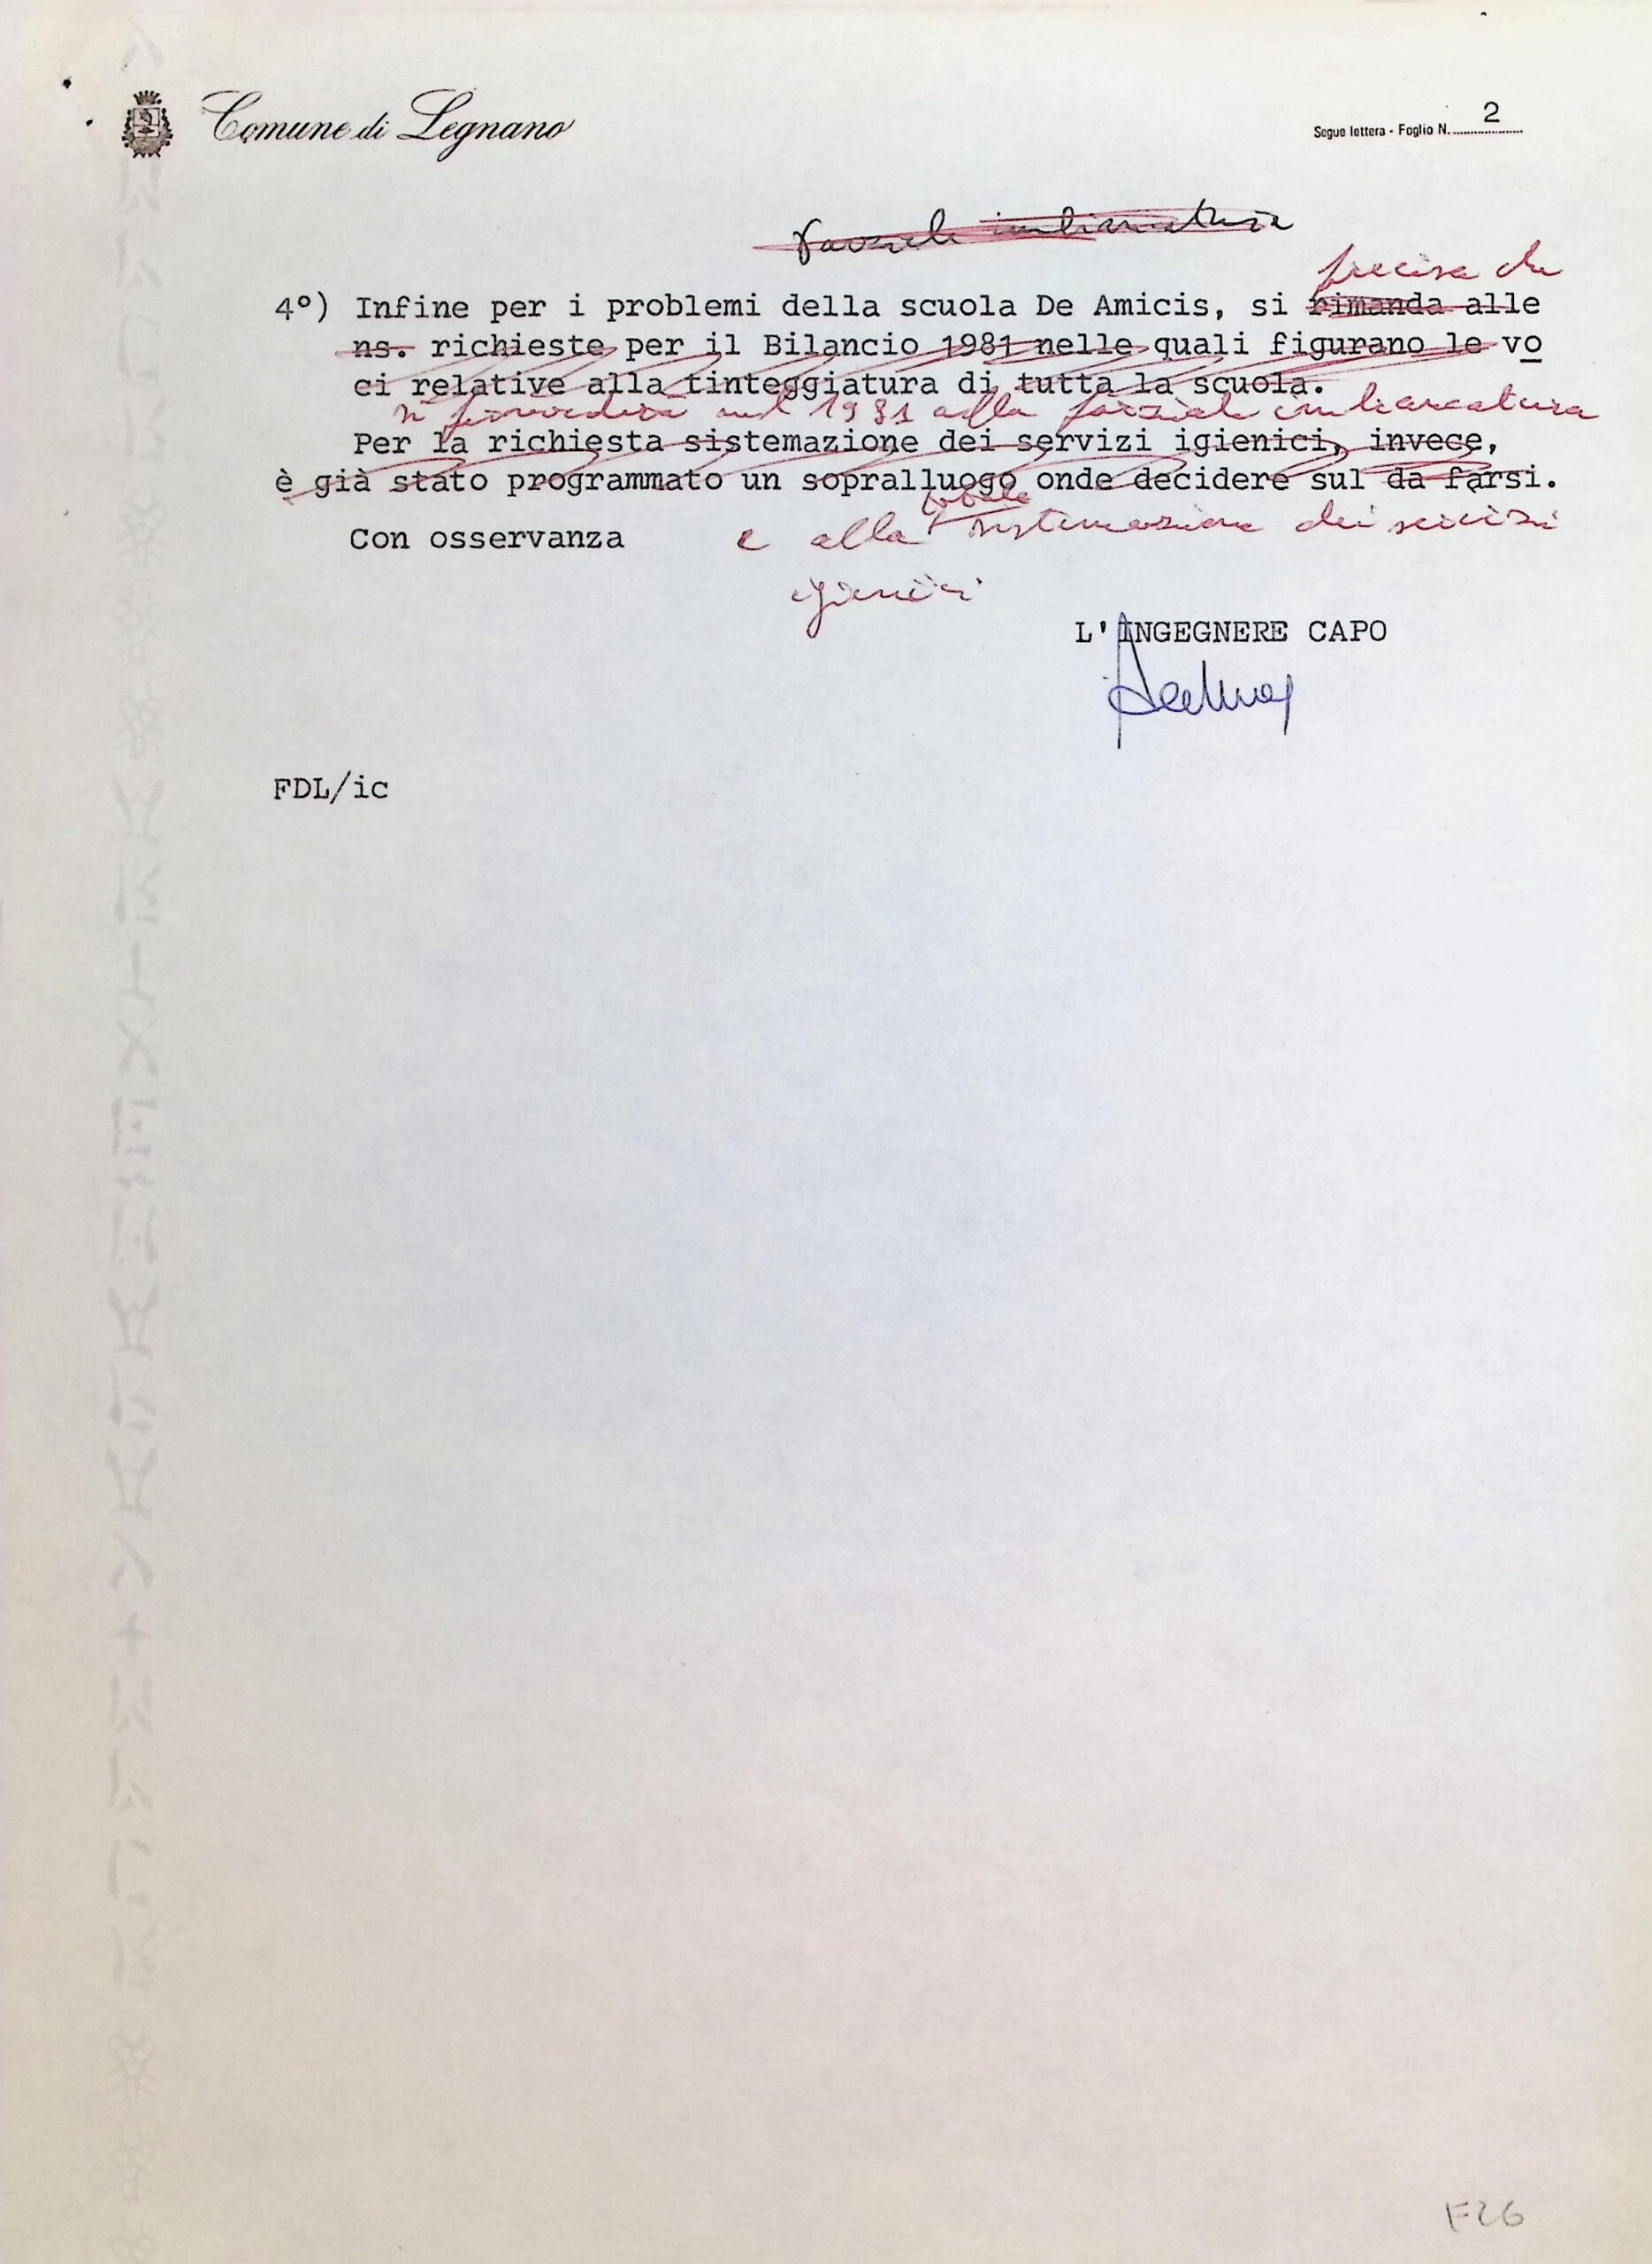 Comune di Legnano
Segue lettera - Foglio N. 2
parziale imbiancatura
precisa che
4°) Infine per i problemi della scuola De Amicis, si rimanda alle
ns. richieste per il Bilancio 1981 nelle quali figurano le vo
ci relative alla tinteggiatura di tutta la scuola.
si provvederà nel 1981 alla parziale imbiancatura
Per la richiesta sistemazione dei servizi igienici, invece,
è già stato programmato un sopralluogo onde decidere sul da farsi.
totale
Con osservanza e alla sistemazione dei servizi
igienici
L'INGEGNERE CAPO
FDL/ic
F26